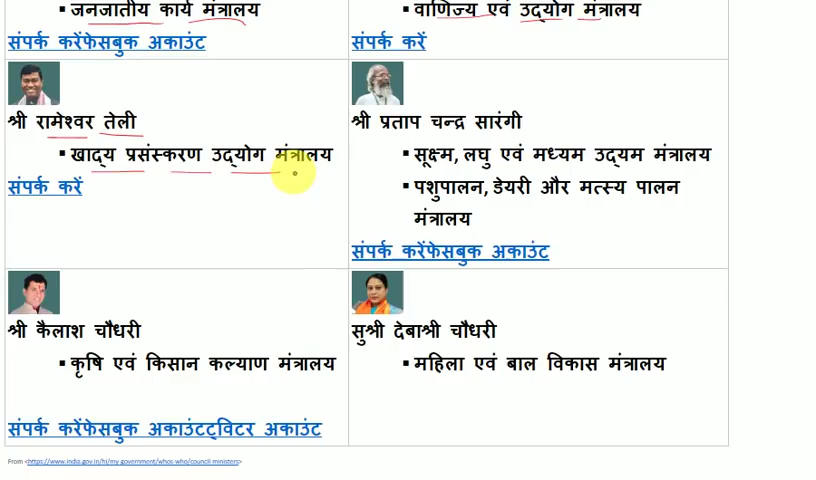 ▪ जनजातीय कार्य मंत्रालय
संपर्क करेंफेसबुक अकाउंट
▪ वाणिज्य एवं उद्योग मंत्रालय
संपर्क करें
श्री रामेश्वर तेली
▪ खाद्य प्रसंस्करण उद्योग मंत्रालय
संपर्क करें
श्री प्रताप चन्द्र सारंगी
▪ सूक्ष्म, लघु एवं मध्यम उद्यम मंत्रालय
▪ पशुपालन, डेयरी और मत्स्य पालन
मंत्रालय
संपर्क करेंफेसबुक अकाउंट
श्री कैलाश चौधरी
▪ कृषि एवं किसान कल्याण मंत्रालय
संपर्क करेंफेसबुक अकाउंटट्विटर अकाउंट
सुश्री देबाश्री चौधरी
▪ महिला एवं बाल विकास मंत्रालय
From <https://www.india.gov.in/hi/my-government/whos-who/council-ministers>